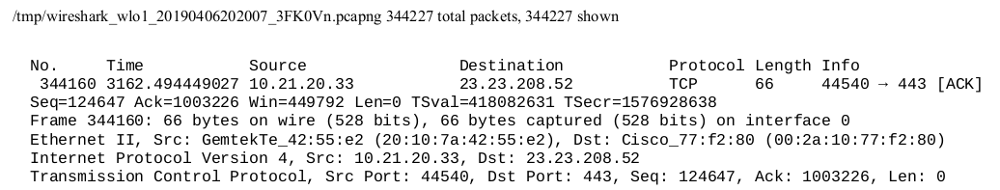 /tmp/wireshark_wlo1_20190406202007_3FK0Vn.pcapng 344227 total packets, 344227 shown
No. Time Source Destination Protocol Length Info
344160 3162.494449027 10.21.20.33 23.23.208.52 TCP 66 44540 → 443 [ACK]
Seq=124647 Ack=1003226 Win=449792 Len=0 TSval=418082631 TSecr=1576928638
Frame 344160: 66 bytes on wire (528 bits), 66 bytes captured (528 bits) on interface 0
Ethernet II, Src: GemtekTe_42:55:e2 (20:10:7a:42:55:e2), Dst: Cisco_77:f2:80 (00:2a:10:77:f2:80)
Internet Protocol Version 4, Src: 10.21.20.33, Dst: 23.23.208.52
Transmission Control Protocol, Src Port: 44540, Dst Port: 443, Seq: 124647, Ack: 1003226, Len: 0